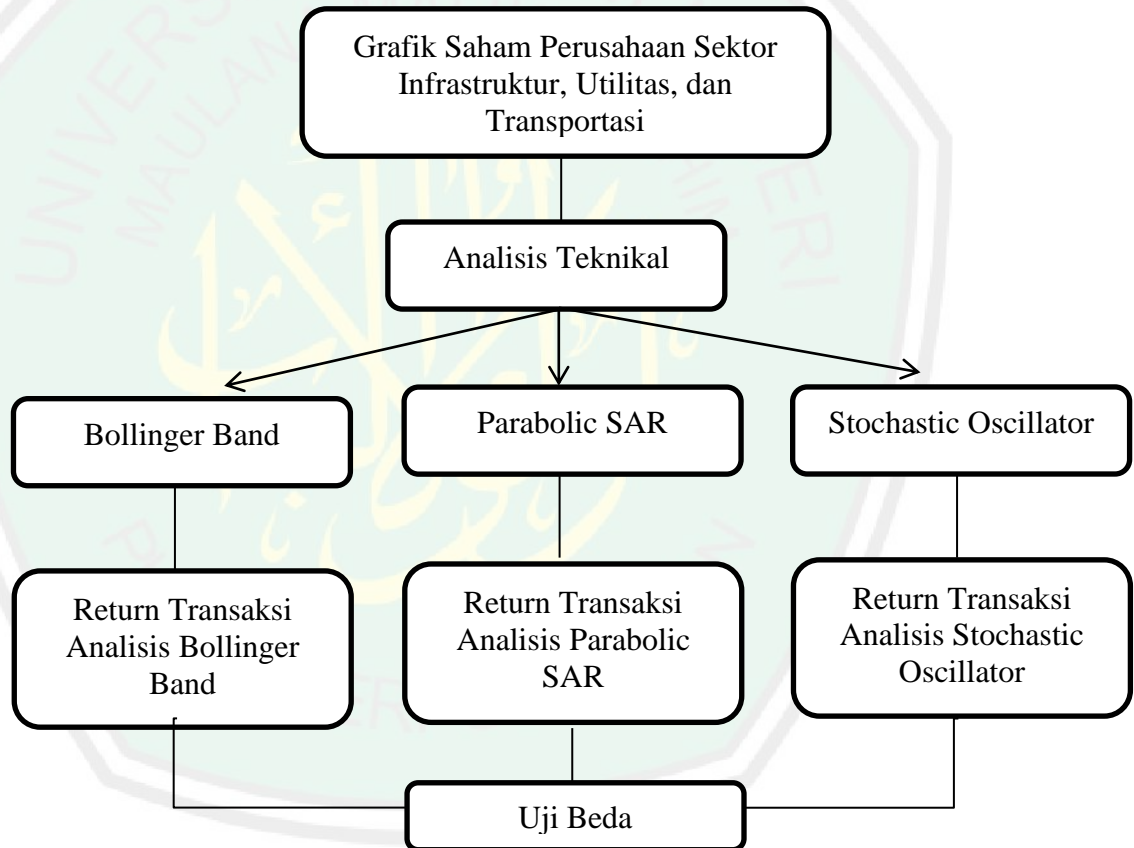 Grafik Saham Perusahaan Sektor
Infrastruktur, Utilitas, dan
Transportasi
Analisis Teknikal
Bollinger Band
Parabolic SAR
Stochastic Oscillator
Return Transaksi
Analisis Bollinger
Band
Return Transaksi
Analisis Parabolic
SAR
Return Transaksi
Analisis Stochastic
Oscillator
Uji Beda